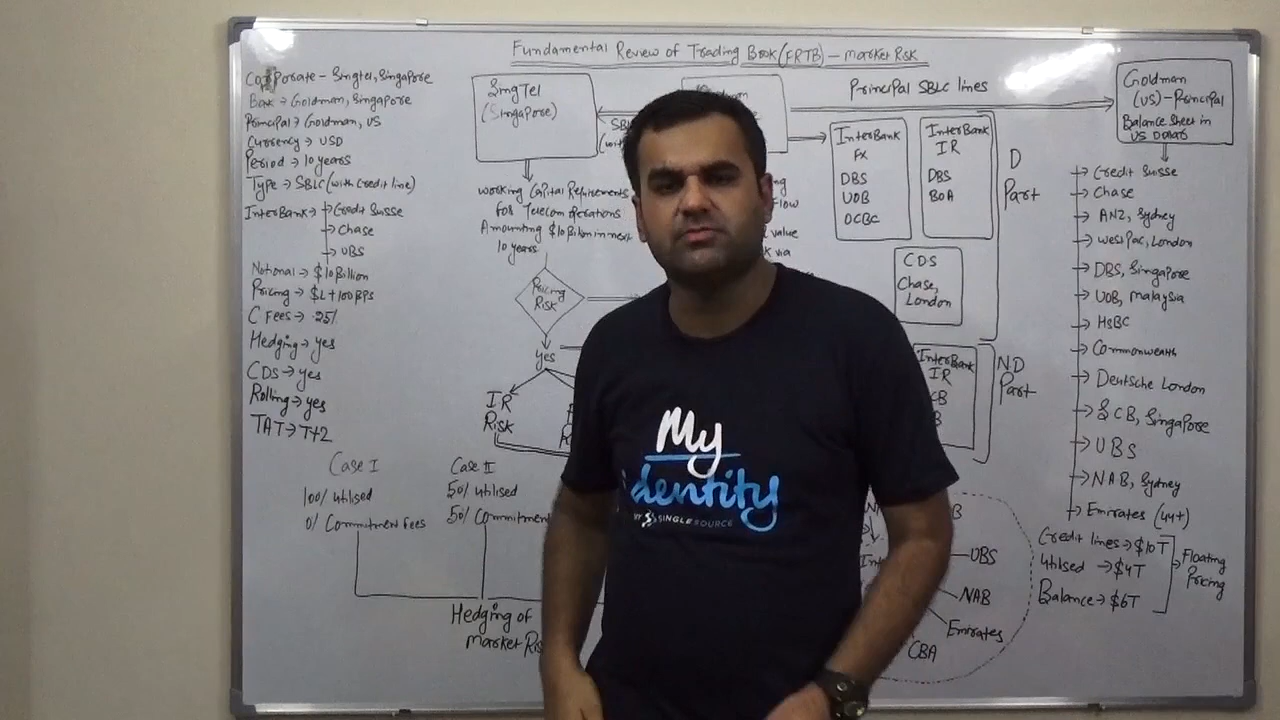 Fundamental Review of Trading Book (FRTB) – Market Risk
Corporate – Singtel, Singapore
Bank → Goldman, Singapore
Principal → Goldman, US
Currency → USD
Period → 10 years
Type → SBLC (with Credit line)
InterBank → Credit Suisse
→ Chase
→ UBS
Notional → $10 Billion
Pricing → $L + 100 BPS
C Fees → .25%
Hedging → yes
CDS → yes
Rolling → yes
TAT → T+2
Case I
100% utilised
0% Commitment Fees
Case II
50% utilised
50% Commitment
Hedging of
Market Ris
SingTel
(Singapore)
working Capital Requirements
for Telecom Operations
Amounting $10 Billion in next
10 years
Pricing
Risk
yes
IR
Risk
Principal SBLC lines
InterBank
FX
DBS
UOB
OCBC
InterBank
IR
DBS
BOA
D
Part
CDS
Chase,
London
InterBank
IR
CB
ND
Part
value
via
Goldman
(US) – Principal
Balance Sheet in
US Dollars
→ Credit Suisse
→ Chase
→ ANZ, Sydney
→ WestPac, London
→ DBS, Singapore
→ UOB, Malaysia
→ HSBC
→ Commonwealth
→ Deutsche London
→ SCB, Singapore
→ UBS
→ NAB, Sydney
→ Emirates (44+)
Credit lines → $10T
Utilised → $4T
Balance → $6T
Floating
Pricing
UBS
NAB
Emirates
CBA
My
identity
BY SINGLESOURCE